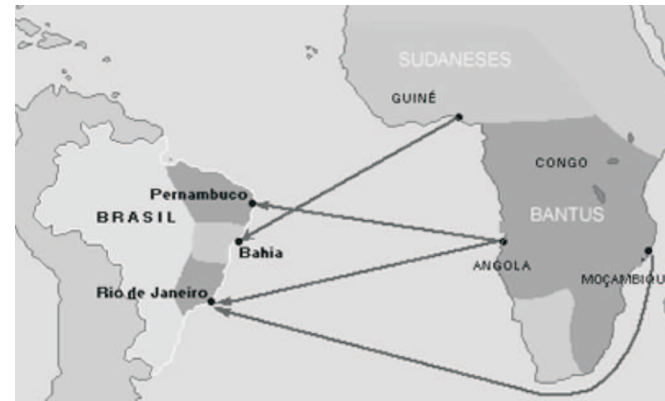 SUDANESES
GUINÉ
CONGO
Pernambuco
BRASIL
BANTUS
Bahia
ANGOLA
MOÇAMBIQU
Rio de Janeiro